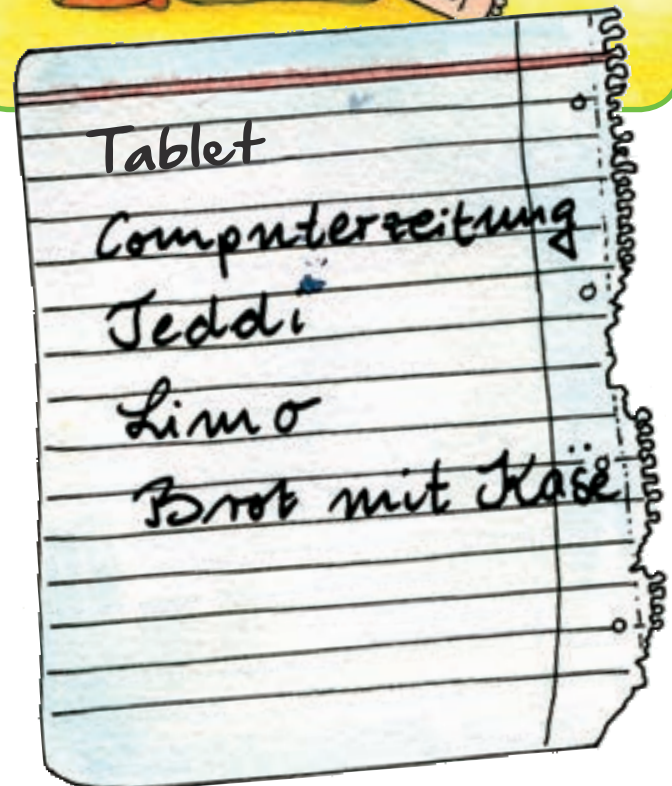 Tablet
Computerzeitung
Teddi
Limo
Brot mit Käse